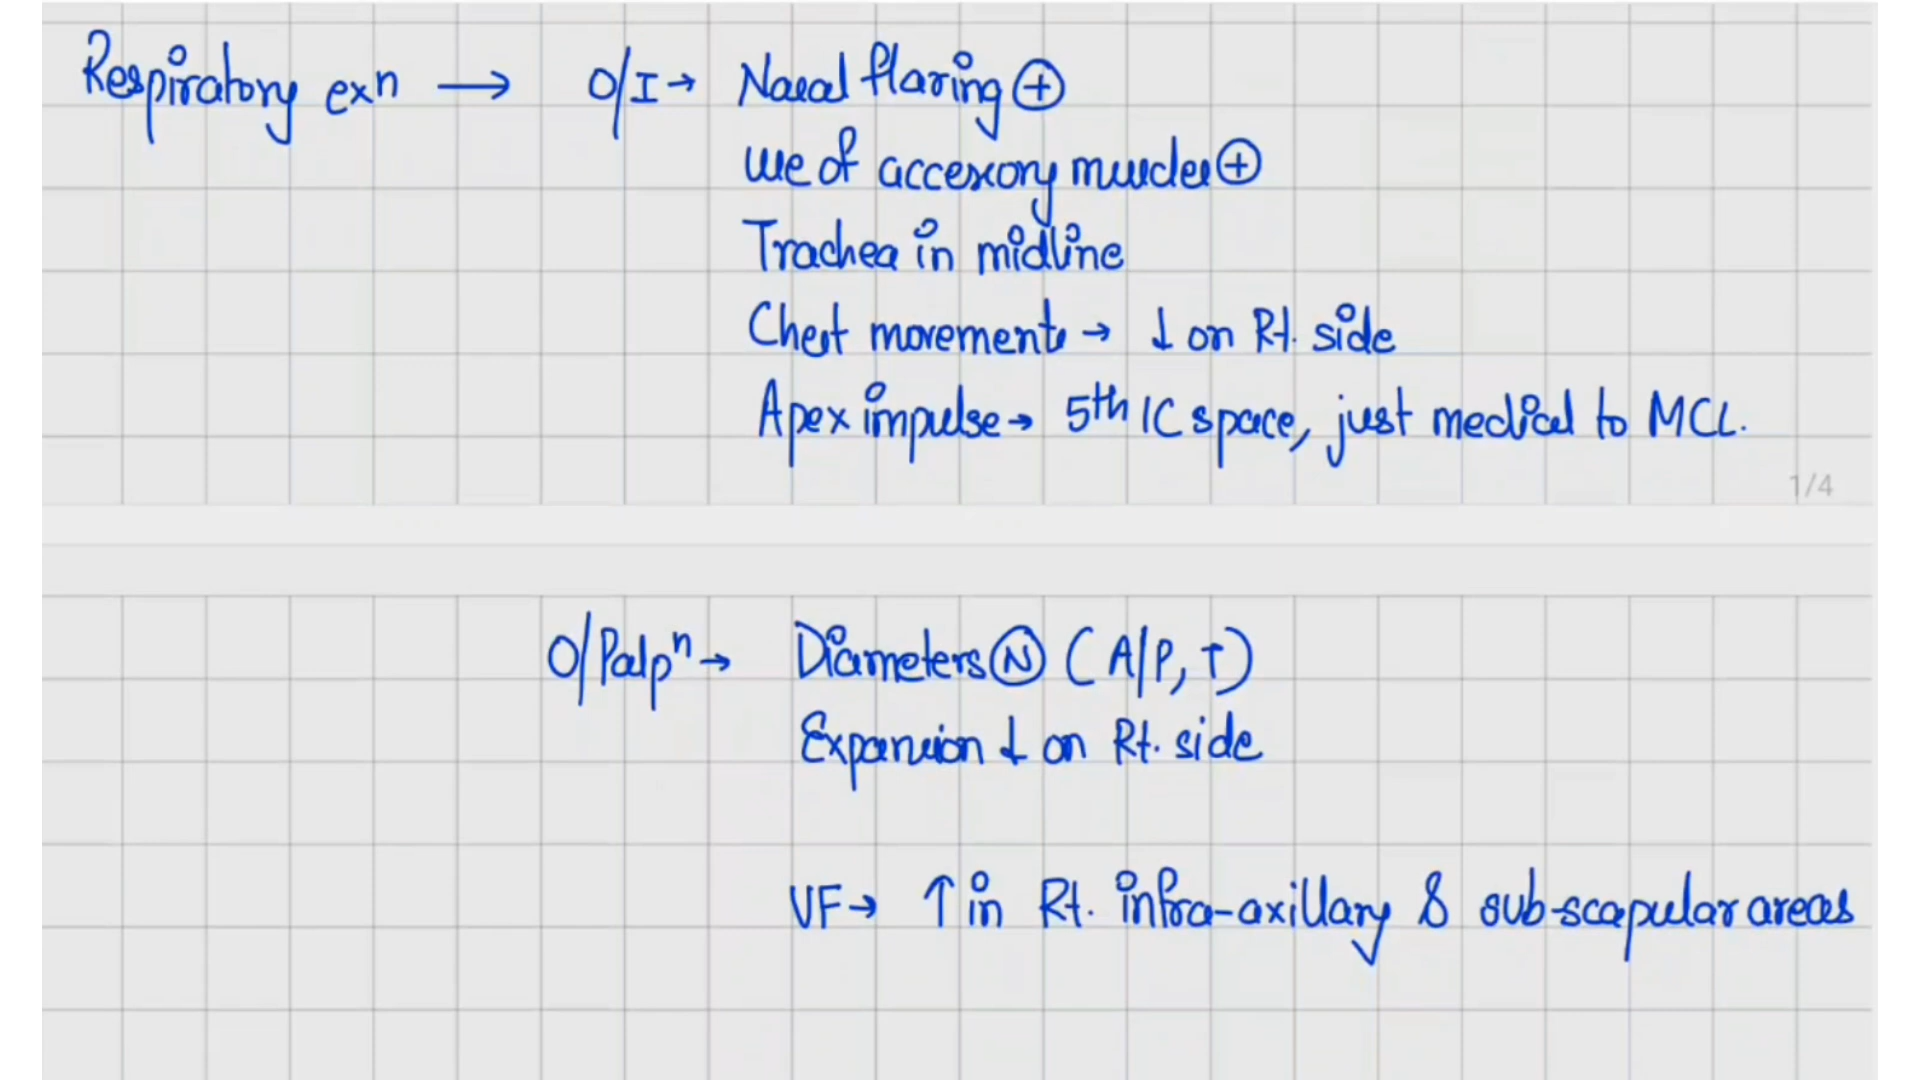 Respiratory exn → O/I → Nasal flaring ⊕
use of accessory muscles ⊕
Trachea in midline
Chest movements → ↓ on Rt. side
Apex impulse → 5th IC space, just medical to MCL.
1/4
O/Palpn → Diameters Ⓝ (A/P, T)
Expansion ↓ on Rt. side
VF → ↑ in Rt. infra-axillary & sub-scapular areas